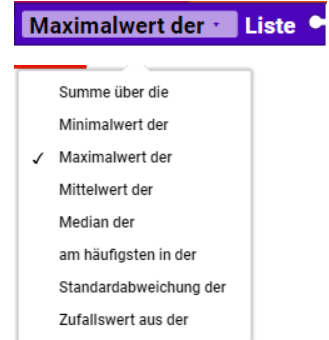 Maximalwert der Liste
Summe über die
Minimalwert der
✓ Maximalwert der
Mittelwert der
Median der
am häufigsten in der
Standardabweichung der
Zufallswert aus der